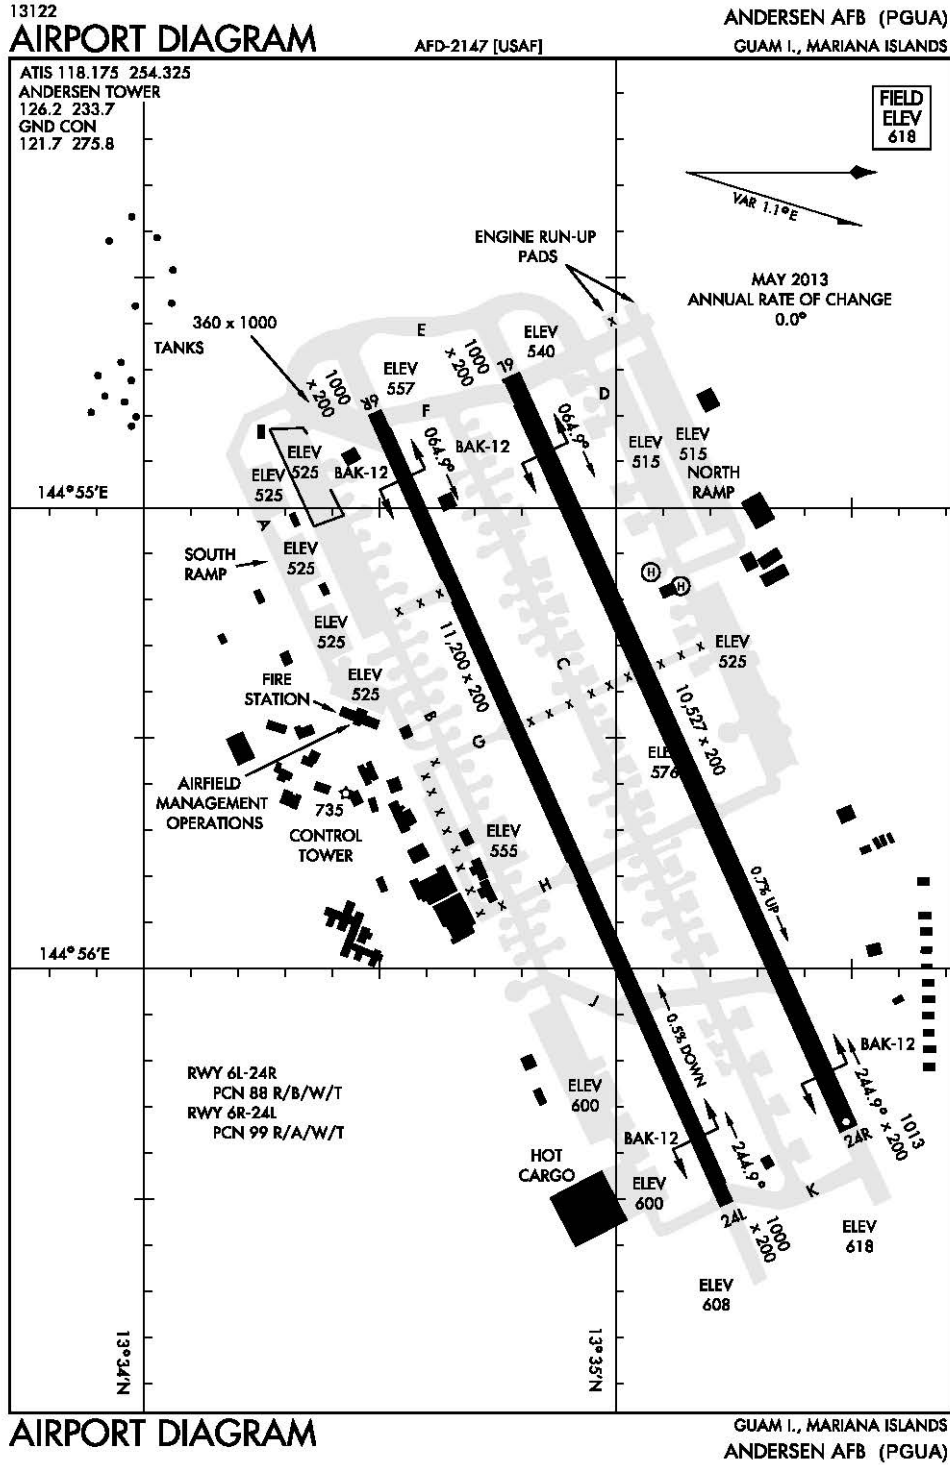 13122
AIRPORT DIAGRAM
AFD-2147 [USAF]
ANDERSEN AFB (PGUA)
GUAM I., MARIANA ISLANDS
ATIS 118.175 254.325
ANDERSEN TOWER
126.2 233.7
GND CON
121.7 275.8
FIELD
ELEV
618
VAR 1.1°E
MAY 2013
ANNUAL RATE OF CHANGE
0.0°
ENGINE RUN-UP
PADS
360 x 1000
TANKS
1000
x 200
ELEV
557
E
1000
x 200
ELEV
540
6R
6L
F
D
064.9°
064.9°
BAK-12
BAK-12
ELEV
525
ELEV
525
ELEV
515
ELEV
515
NORTH
RAMP
144°55'E
A
SOUTH
RAMP
ELEV
525
H
H
x x x
ELEV
525
11,200 x 200
C
ELEV
525
x x x x x x x x x x
FIRE
STATION
ELEV
525
B
G
10,527 x 200
ELEV
576
AIRFIELD
MANAGEMENT
OPERATIONS
735
CONTROL
TOWER
ELEV
555
H
0.7% UP
144°56'E
J
0.5% DOWN
RWY 6L-24R
PCN 88 R/B/W/T
RWY 6R-24L
PCN 99 R/A/W/T
ELEV
600
BAK-12
BAK-12
244.9°
244.9°
1013
x 200
24R
HOT
CARGO
ELEV
600
K
24L
1000
x 200
ELEV
618
ELEV
608
13°34'N
13°35'N
AIRPORT DIAGRAM
GUAM I., MARIANA ISLANDS
ANDERSEN AFB (PGUA)